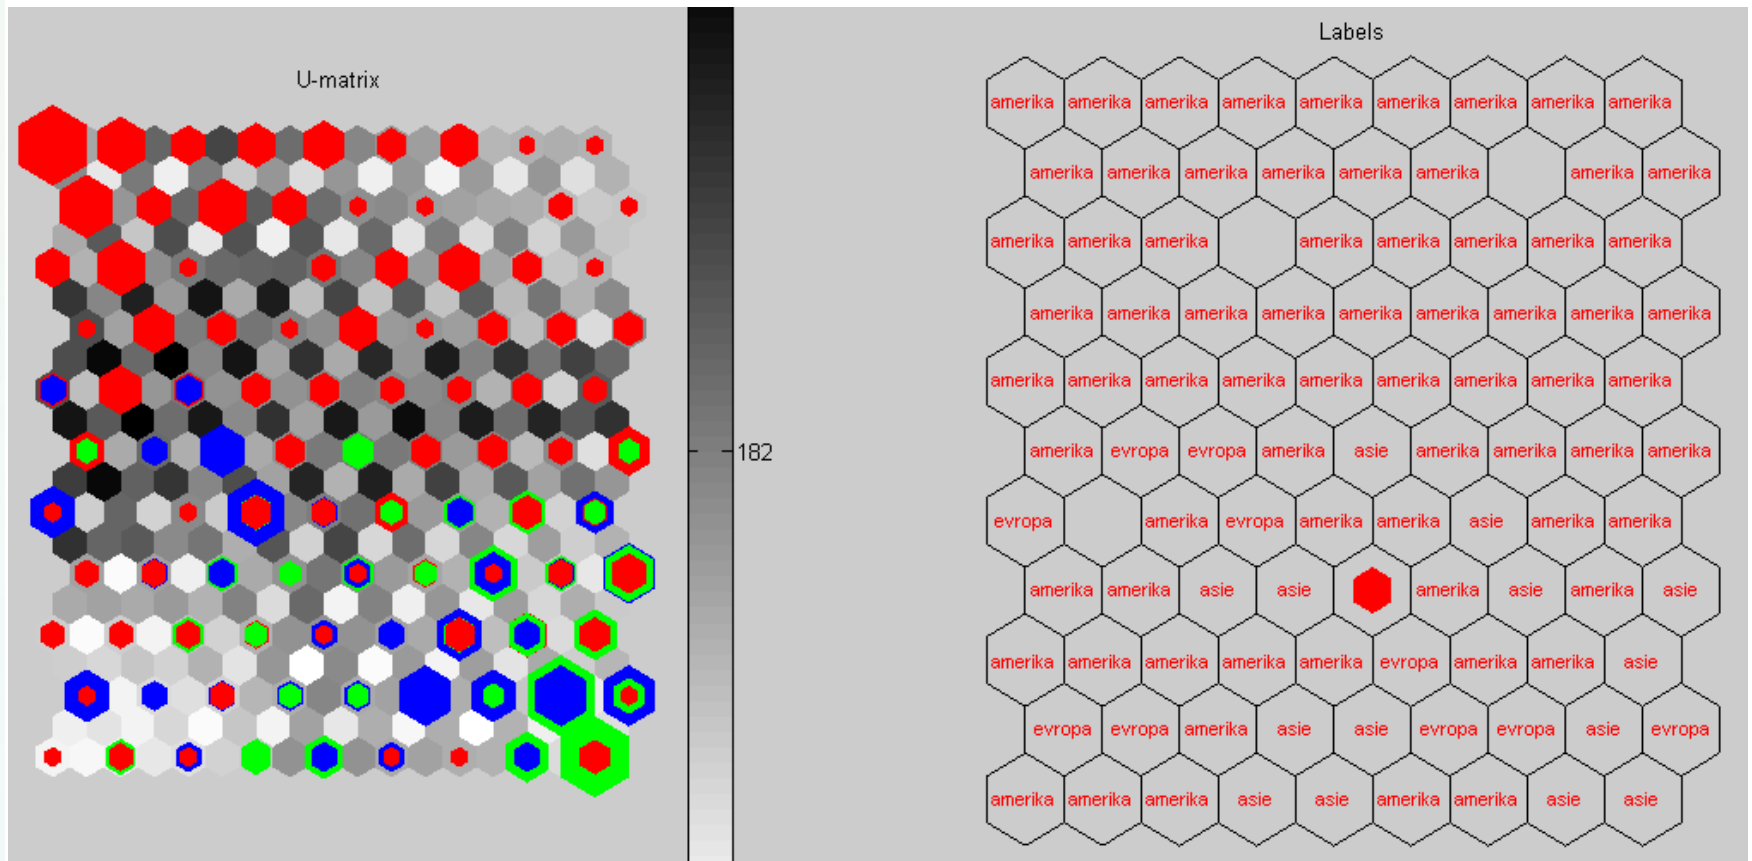 Labels
U-matrix
182
amerika amerika amerika amerika amerika amerika amerika amerika amerika
amerika amerika amerika amerika amerika amerika amerika amerika
amerika amerika amerika amerika amerika amerika amerika amerika
amerika amerika amerika amerika amerika amerika amerika amerika amerika
amerika amerika amerika amerika amerika amerika amerika amerika amerika
amerika evropa evropa amerika asie amerika amerika amerika amerika
evropa amerika evropa amerika amerika asie amerika amerika
amerika amerika asie asie amerika asie amerika asie
amerika amerika amerika amerika amerika evropa amerika amerika asie
evropa evropa amerika asie asie evropa evropa asie evropa
amerika amerika amerika asie asie amerika amerika asie asie